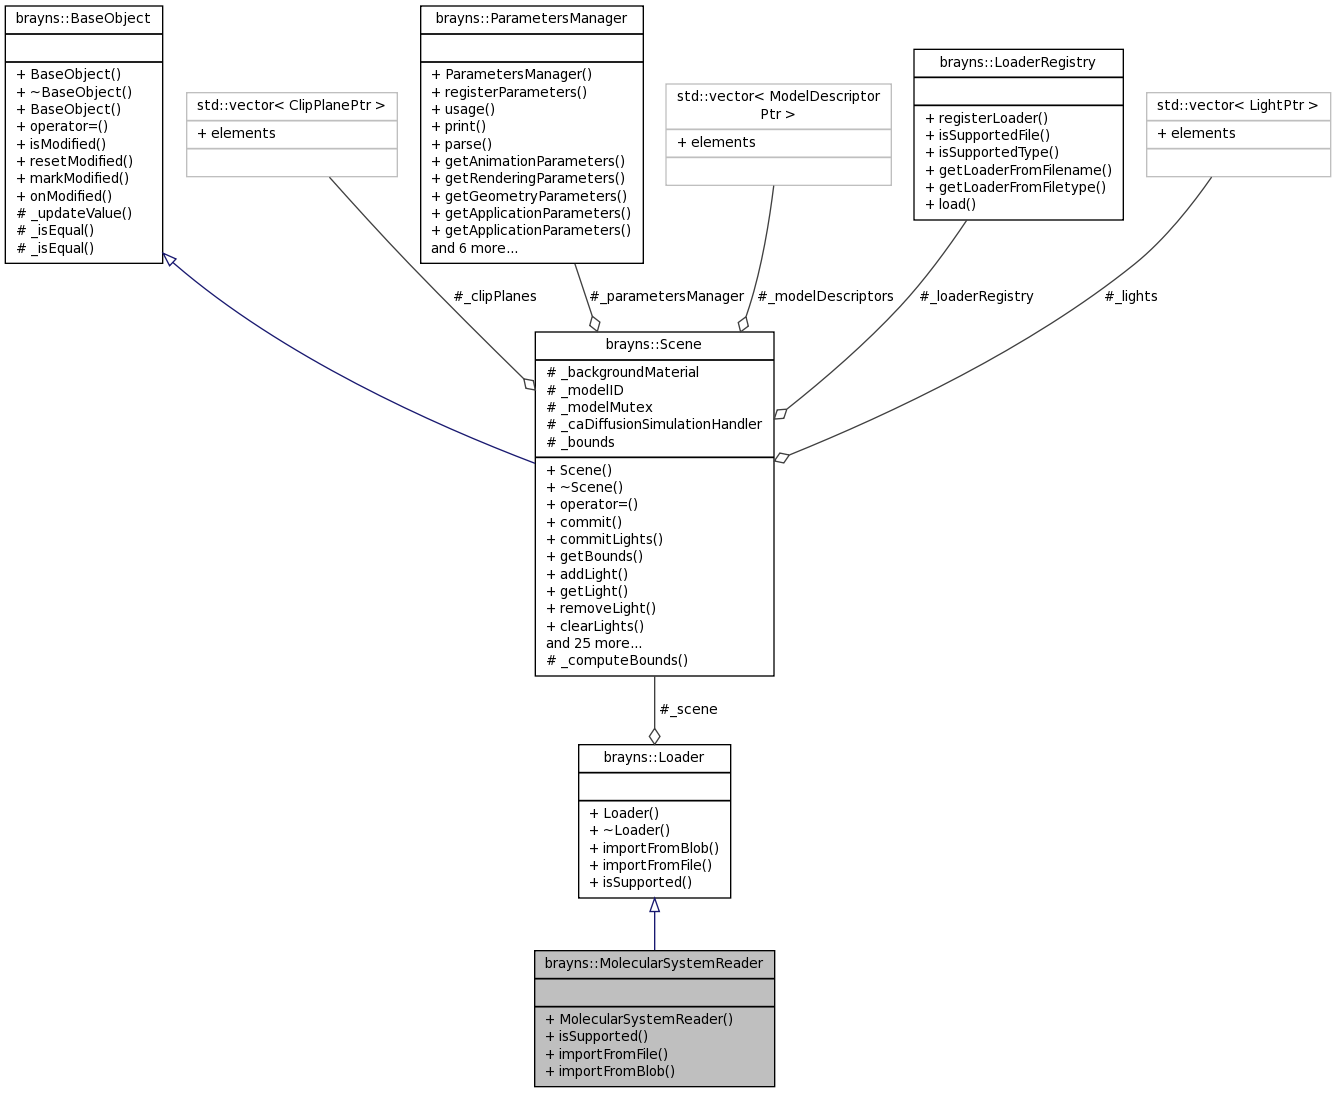 brayns::BaseObject
+ BaseObject()
+ ~BaseObject()
+ BaseObject()
+ operator=()
+ isModified()
+ resetModified()
+ markModified()
+ onModified()
# _updateValue()
# _isEqual()
# _isEqual()
std::vector< ClipPlanePtr >
+ elements
brayns::ParametersManager
+ ParametersManager()
+ registerParameters()
+ usage()
+ print()
+ parse()
+ getAnimationParameters()
+ getRenderingParameters()
+ getGeometryParameters()
+ getApplicationParameters()
+ getApplicationParameters()
and 6 more...
std::vector< ModelDescriptor
Ptr >
+ elements
brayns::LoaderRegistry
+ registerLoader()
+ isSupportedFile()
+ isSupportedType()
+ getLoaderFromFilename()
+ getLoaderFromFiletype()
+ load()
std::vector< LightPtr >
+ elements
#_clipPlanes
#_parametersManager
#_modelDescriptors
#_loaderRegistry
#_lights
brayns::Scene
# _backgroundMaterial
# _modelID
# _modelMutex
# _caDiffusionSimulationHandler
# _bounds
+ Scene()
+ ~Scene()
+ operator=()
+ commit()
+ commitLights()
+ getBounds()
+ addLight()
+ getLight()
+ removeLight()
+ clearLights()
and 25 more...
# _computeBounds()
#_scene
brayns::Loader
+ Loader()
+ ~Loader()
+ importFromBlob()
+ importFromFile()
+ isSupported()
brayns::MolecularSystemReader
+ MolecularSystemReader()
+ isSupported()
+ importFromFile()
+ importFromBlob()